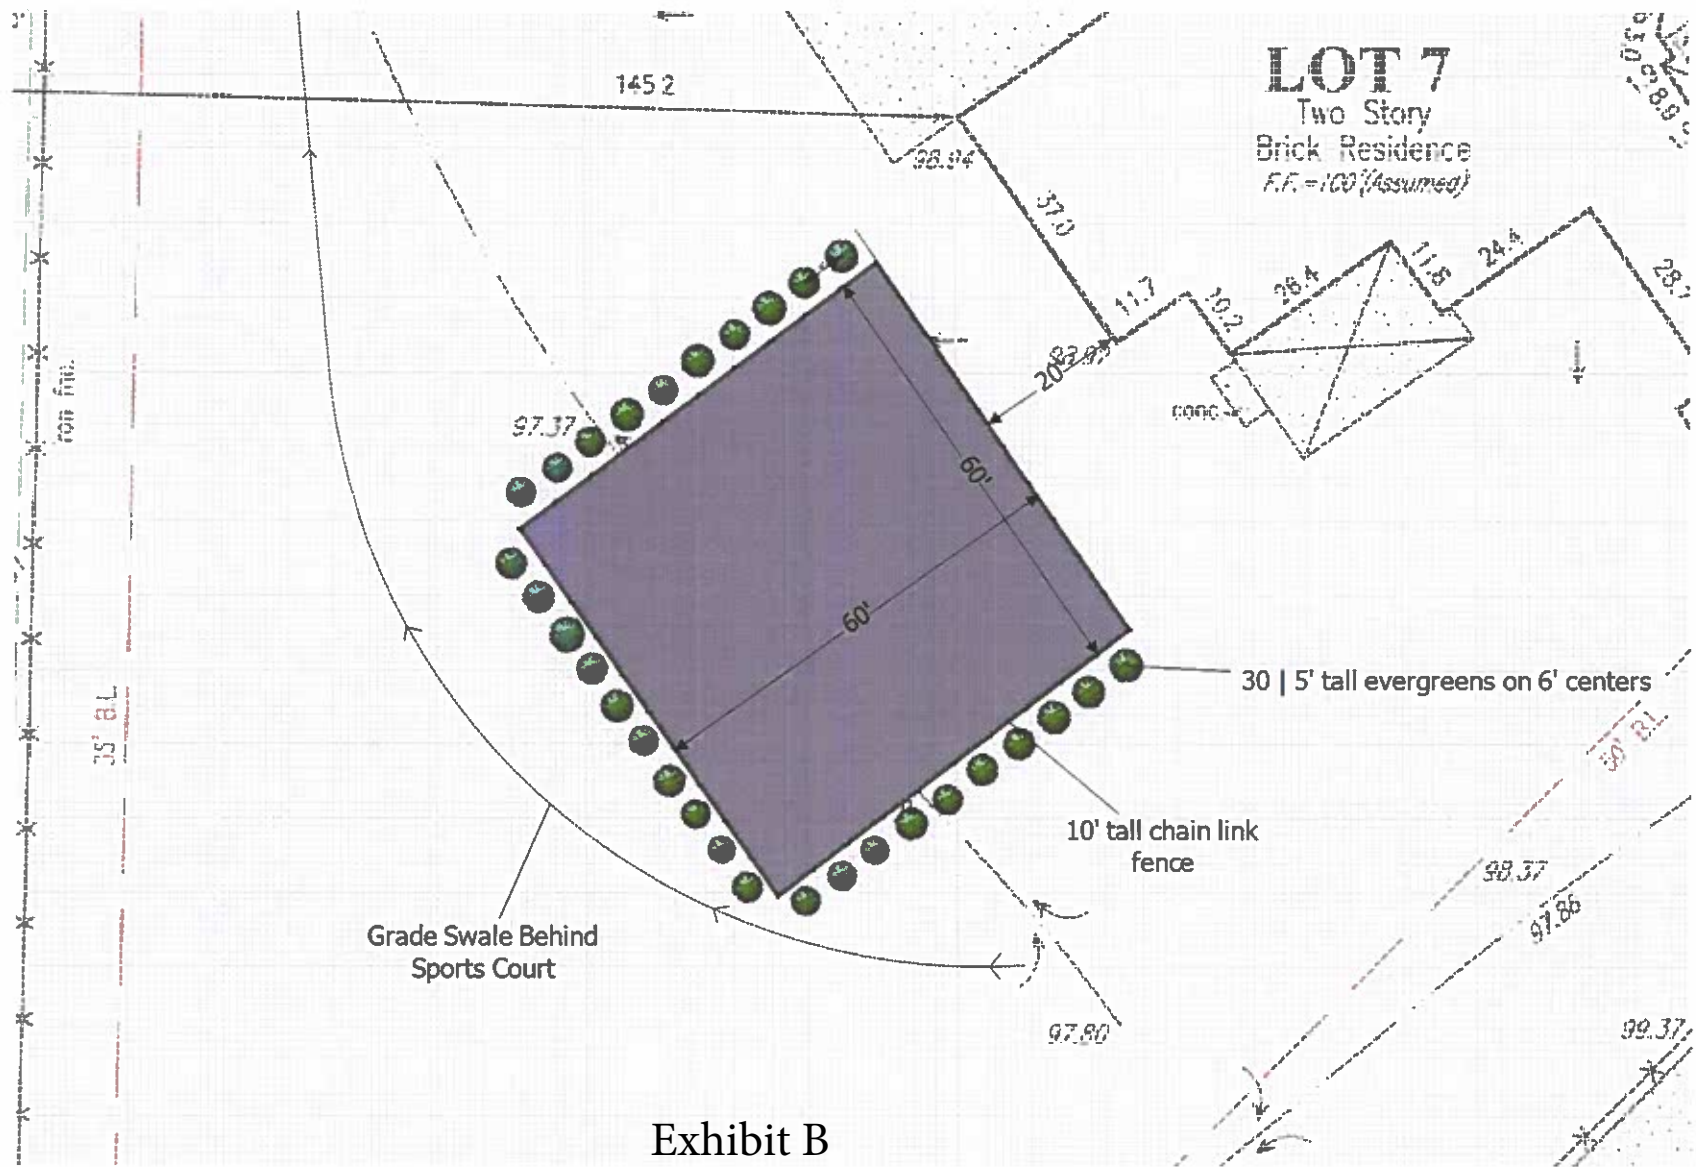 145.2
LOT 7
Two Story
Brick Residence
F.F.=100'(Assumed)
98.94
37.0
11.7
10.2
26.4
11.6
24.4
20'
conc.
97.37
60'
60'
35' B.L.
30 | 5' tall evergreens on 6' centers
10' tall chain link
fence
98.37
97.86
Grade Swale Behind
Sports Court
97.80
99.37
Exhibit B